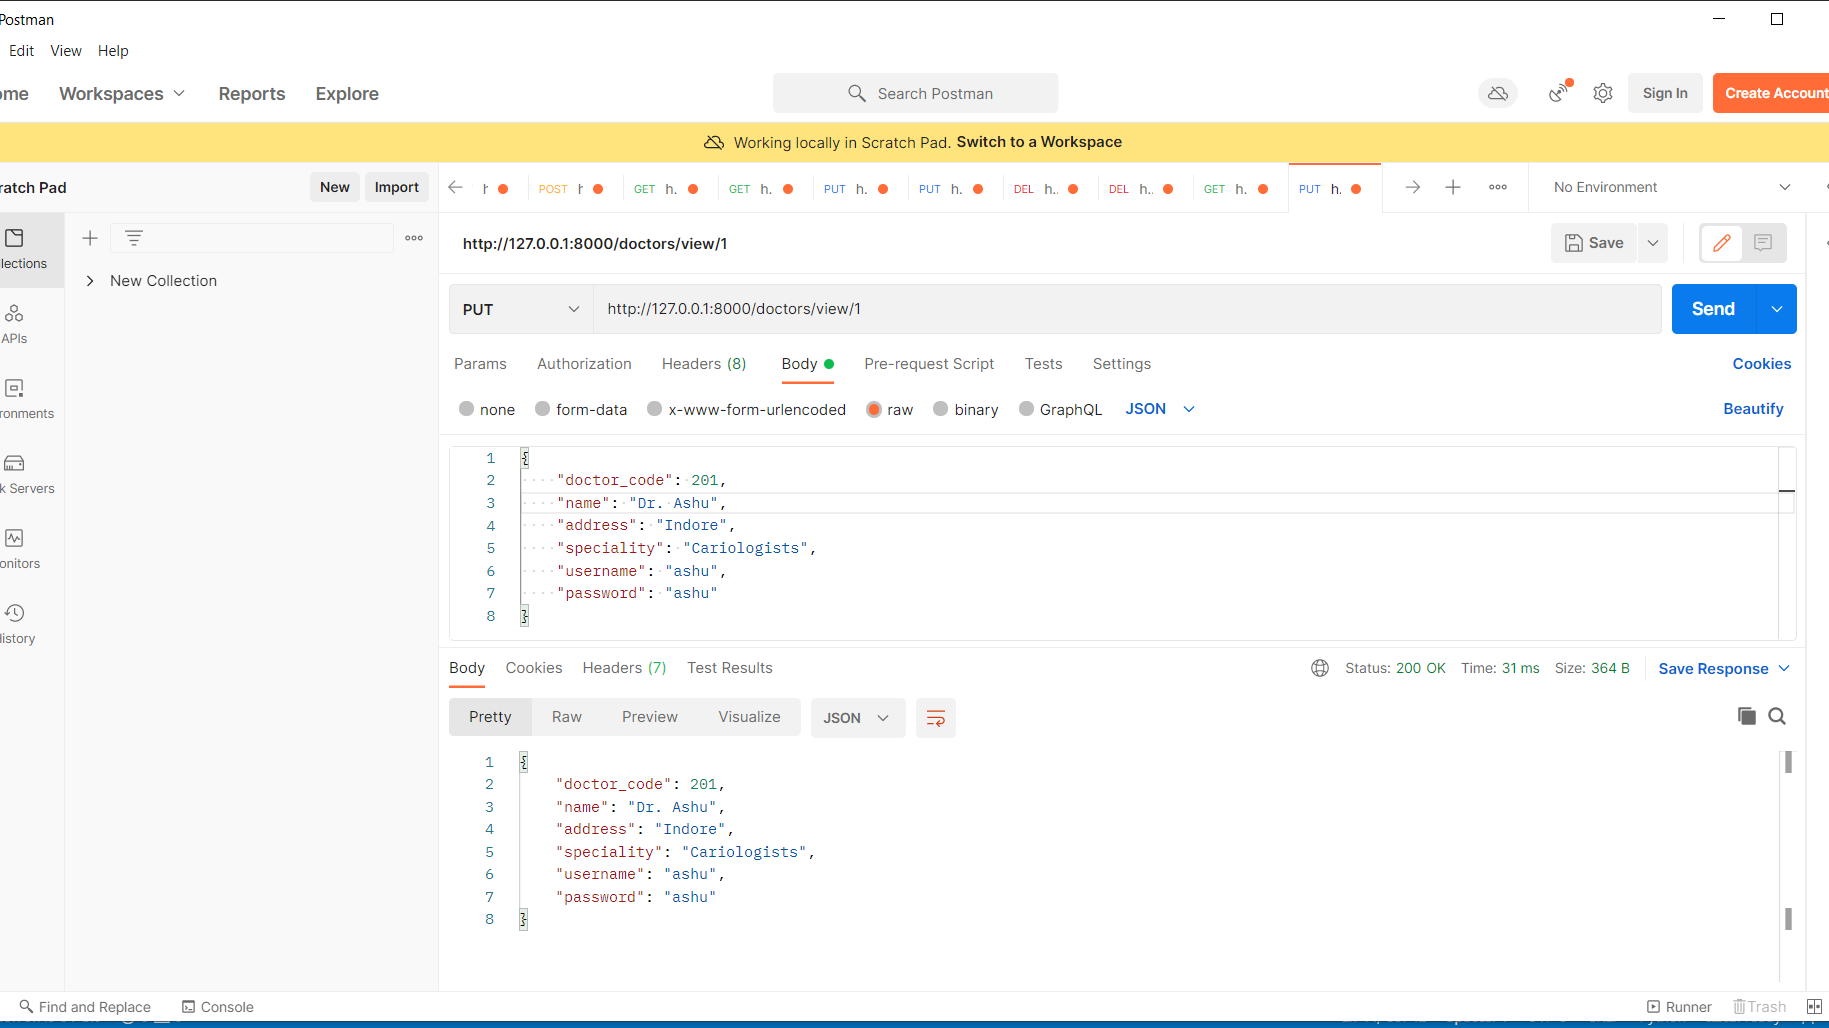 Postman
Edit View Help
ome Workspaces Reports Explore Search Postman Sign In Create Account
Working locally in Scratch Pad. Switch to a Workspace
ratch Pad New Import h POST h GET h. GET h. PUT h. PUT h. DEL h.. DEL h.. GET h. PUT h. No Environment
http://127.0.0.1:8000/doctors/view/1 Save
llections
New Collection
PUT http://127.0.0.1:8000/doctors/view/1 Send
APIs
Params Authorization Headers (8) Body Pre-request Script Tests Settings Cookies
ronments
none form-data x-www-form-urlencoded raw binary GraphQL JSON Beautify
1 {
2 "doctor_code": 201,
3 "name": "Dr. Ashu",
4 "address": "Indore",
5 "speciality": "Cariologists",
6 "username": "ashu",
7 "password": "ashu"
8 }
k Servers
onitors
istory
Body Cookies Headers (7) Test Results Status: 200 OK Time: 31 ms Size: 364 B Save Response
Pretty Raw Preview Visualize JSON
1 {
2 "doctor_code": 201,
3 "name": "Dr. Ashu",
4 "address": "Indore",
5 "speciality": "Cariologists",
6 "username": "ashu",
7 "password": "ashu"
8 }
Find and Replace Console Runner Trash